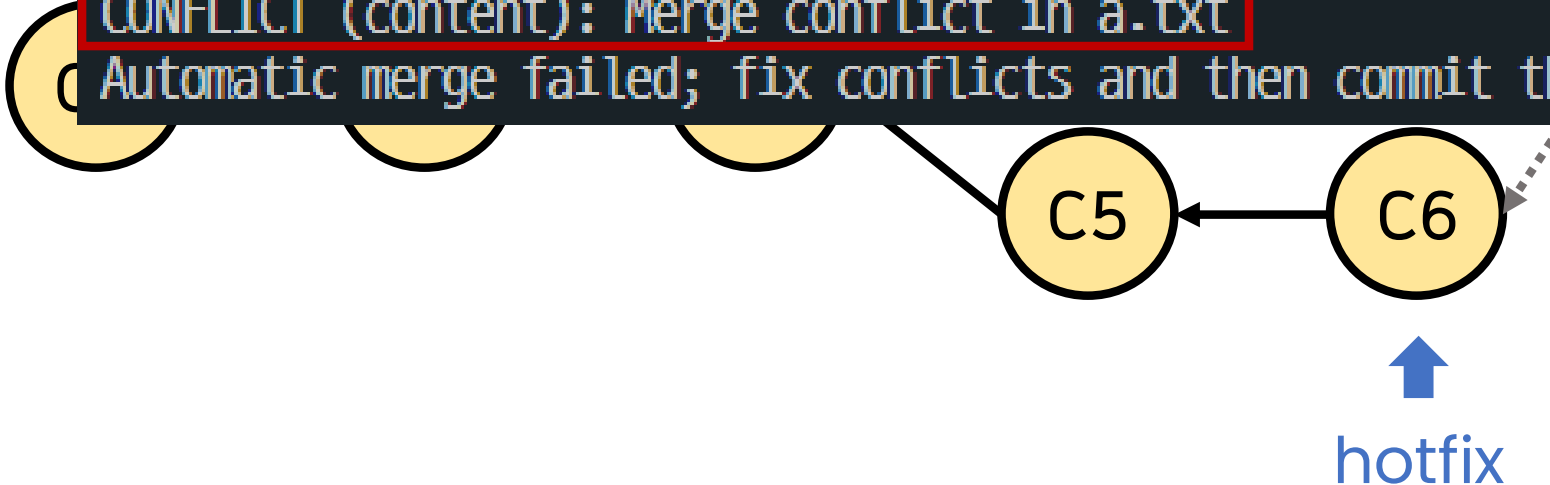 CONFLICT (content): Merge conflict in a.txt
Automatic merge failed; fix conflicts and then commit
C5
C6
hotfix